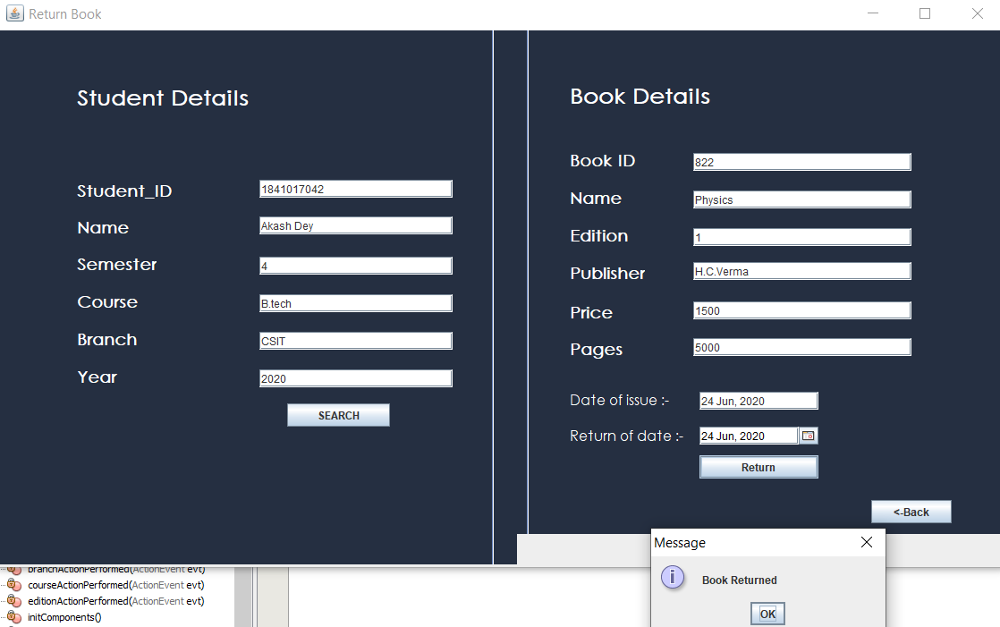 Return Book
Student Details
Student_ID 1841017042
Name Akash Dey
Semester 4
Course B.tech
Branch CSIT
Year 2020
SEARCH
Book Details
Book ID 822
Name Physics
Edition 1
Publisher H.C.Verma
Price 1500
Pages 5000
Date of issue :- 24 Jun, 2020
Return of date :- 24 Jun, 2020
Return
<-Back
Message
Book Returned
OK
branchActionPerformed(ActionEvent evt)
courseActionPerformed(ActionEvent evt)
editionActionPerformed(ActionEvent evt)
initComponents()